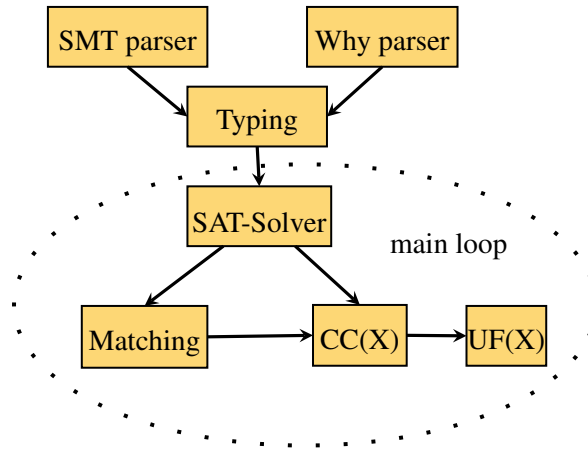 SMT parser
Why parser
Typing
SAT-Solver
main loop
Matching
CC(X)
UF(X)